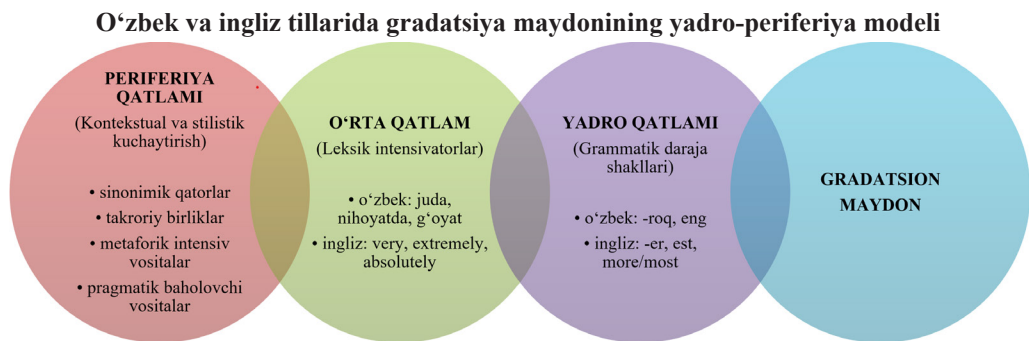 O‘zbek va ingliz tillarida gradatsiya maydonining yadro-periferiya modeli
PERIFERIYA
QATLAMI
(Kontekstual va stilistik
kuchaytirish)
• sinonimik qatorlar
• takroriy birliklar
• metaforik intensiv
vositalar
• pragmatik baholovchi
vositalar
O‘RTA QATLAM
(Leksik intensivatorlar)
• o‘zbek: juda,
nihoyatda, g‘oyat
• ingliz: very, extremely,
absolutely
YADRO QATLAMI
(Grammatik daraja
shakllari)
• o‘zbek: -roq, eng
• ingliz: -er, est,
more/most
GRADATSION
MAYDON